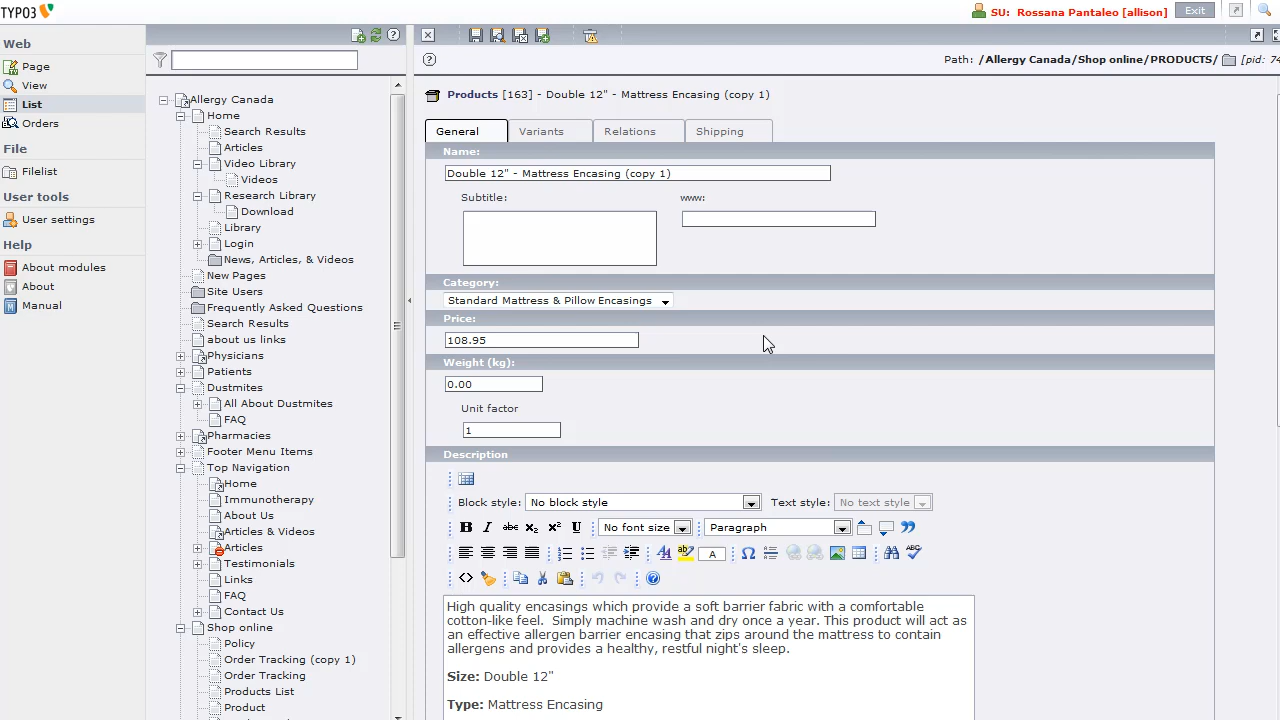 TYPO3
SU: Rossana Pantaleo [allison]
Exit
Web
Page
View
List
Orders
File
Filelist
User tools
User settings
Help
About modules
About
Manual
Allergy Canada
Home
Search Results
Articles
Video Library
Videos
Research Library
Download
Library
Login
News, Articles, & Videos
New Pages
Site Users
Frequently Asked Questions
Search Results
about us links
Physicians
Patients
Dustmites
All About Dustmites
FAQ
Pharmacies
Footer Menu Items
Top Navigation
Home
Immunotherapy
About Us
Articles & Videos
Articles
Testimonials
Links
FAQ
Contact Us
Shop online
Policy
Order Tracking (copy 1)
Order Tracking
Products List
Product
Path: /Allergy Canada/Shop online/PRODUCTS/ [pid: 74
Products [163] - Double 12" - Mattress Encasing (copy 1)
General Variants Relations Shipping
Name:
Double 12" - Mattress Encasing (copy 1)
Subtitle: www:
Category:
Standard Mattress & Pillow Encasings
Price:
108.95
Weight (kg):
0.00
Unit factor
1
Description
Block style: No block style Text style: No text style
B I abc x₂ x² U No font size Paragraph
High quality encasings which provide a soft barrier fabric with a comfortable
cotton-like feel. Simply machine wash and dry once a year. This product will act as
an effective allergen barrier encasing that zips around the mattress to contain
allergens and provides a healthy, restful night's sleep.
Size: Double 12"
Type: Mattress Encasing